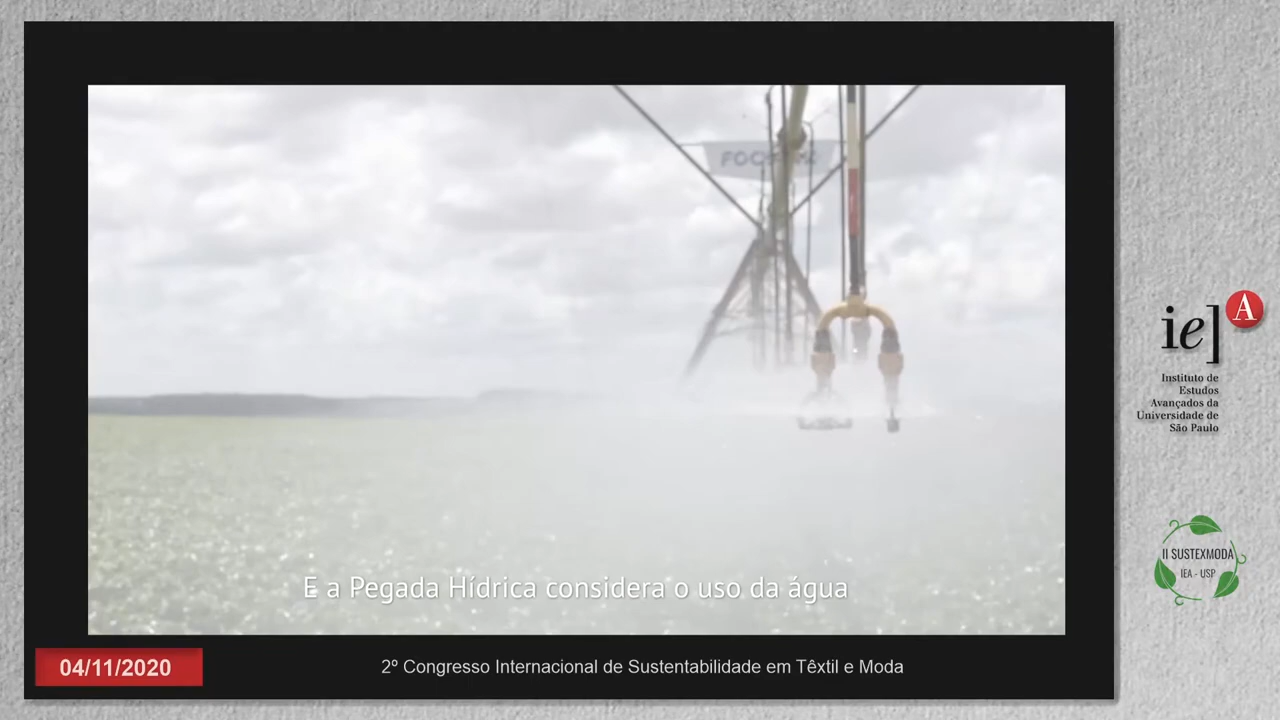 E a Pegada Hídrica considera o uso da água
04/11/2020
2º Congresso Internacional de Sustentabilidade em Têxtil e Moda
ie] A
Instituto de
Estudos
Avançados da
Universidade de
São Paulo
II SUSTEXMODA
IEA - USP